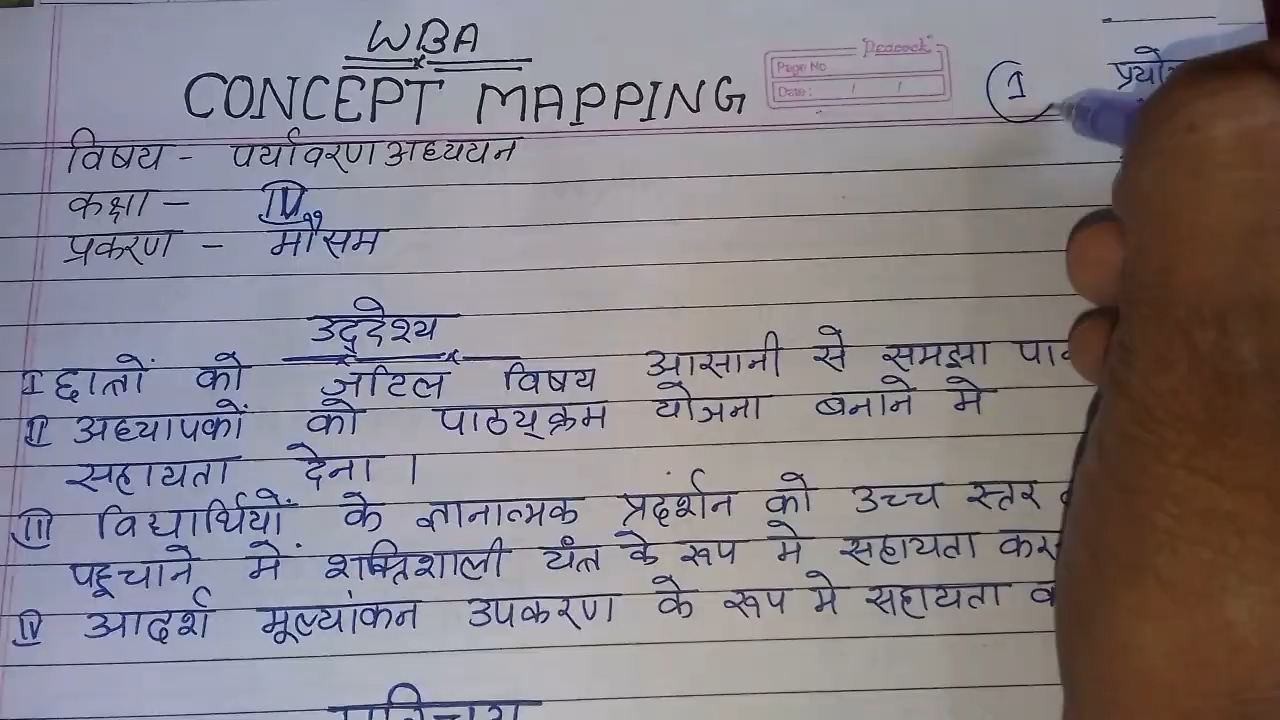 WBA
CONCEPT MAPPING
Peacock
Page No
Date: / /
1
विषय - पर्यावरण अध्ययन
कक्षा - IV
प्रकरण - मौसम
उद्देश्य
I छात्रों को जटिल विषय आसानी से समझा
II अध्यापकों को पाठ्यक्रम योजना बनाने मे
सहायता देना ।
III विद्यार्थियों के ज्ञानात्मक प्रदर्शन को उच्च स्तर
पहूचाने में शक्तिशाली यंत्र के रूप मे सहायता
IV आदर्श मूल्यांकन उपकरण के रूप मे सहायता